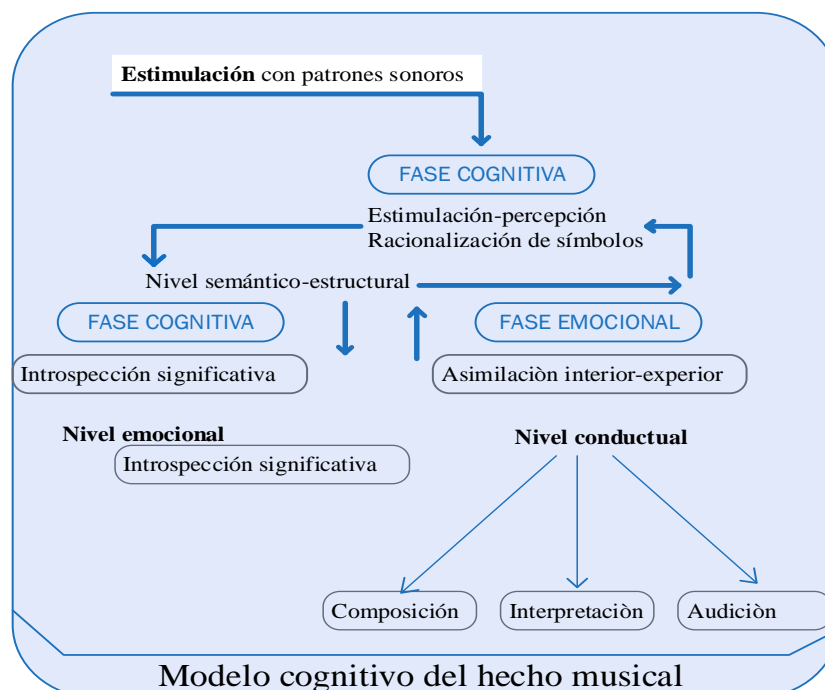 Estimulación con patrones sonoros
FASE COGNITIVA
Estimulación-percepción
Racionalización de símbolos
Nivel semántico-estructural
FASE COGNITIVA
FASE EMOCIONAL
Introspección significativa
Asimilaciòn interior-experior
Nivel emocional
Nivel conductual
Introspección significativa
Composición
Interpretaciòn
Audiciòn
Modelo cognitivo del hecho musical